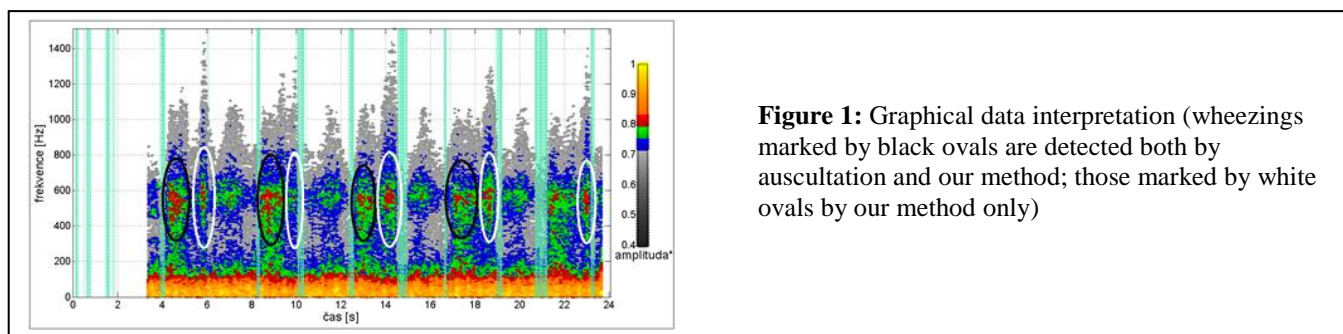 1400
1200
1000
800
600
400
200
0
frekvence [Hz]
0 2 4 6 8 10 12 14 16 18 20 22 24
čas [s]
1
0.9
0.8
0.7
0.6
0.5
0.4
amplituda*
Figure 1: Graphical data interpretation (wheezings
marked by black ovals are detected both by
auscultation and our method; those marked by white
ovals by our method only)